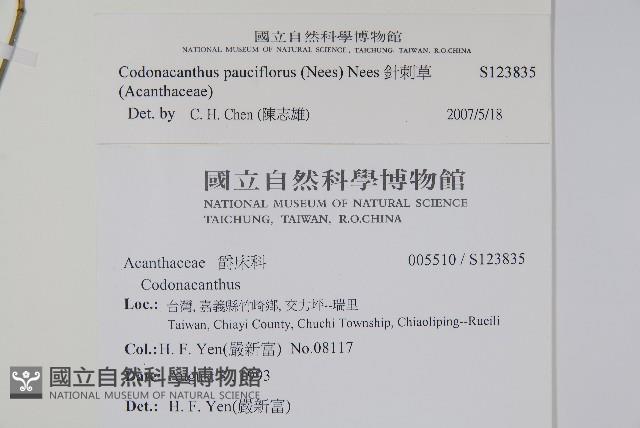 國立自然科學博物館
NATIONAL MUSEUM OF NATURAL SCIENCE, TAICHUNG, TAIWAN, R.O.CHINA
Codonacanthus pauciflorus (Nees) Nees 針刺草 S123835
(Acanthaceae)
Det. by C. H. Chen (陳志雄) 2007/5/18
國立自然科學博物館
NATIONAL MUSEUM OF NATURAL SCIENCE
TAICHUNG, TAIWAN, R.O.CHINA
Acanthaceae 爵床科 005510 / S123835
Codonacanthus
Loc.: 台灣, 嘉義縣竹崎鄉, 交力坪--瑞里
Taiwan, Chiayi County, Chuchi Township, Chiaoliping--Rueili
Col.: H. F. Yen(嚴新富) No.08117
Date:
國立自然科學博物館
NATIONAL MUSEUM OF NATURAL SCIENCE
Det.: H. F. Yen(嚴新富)